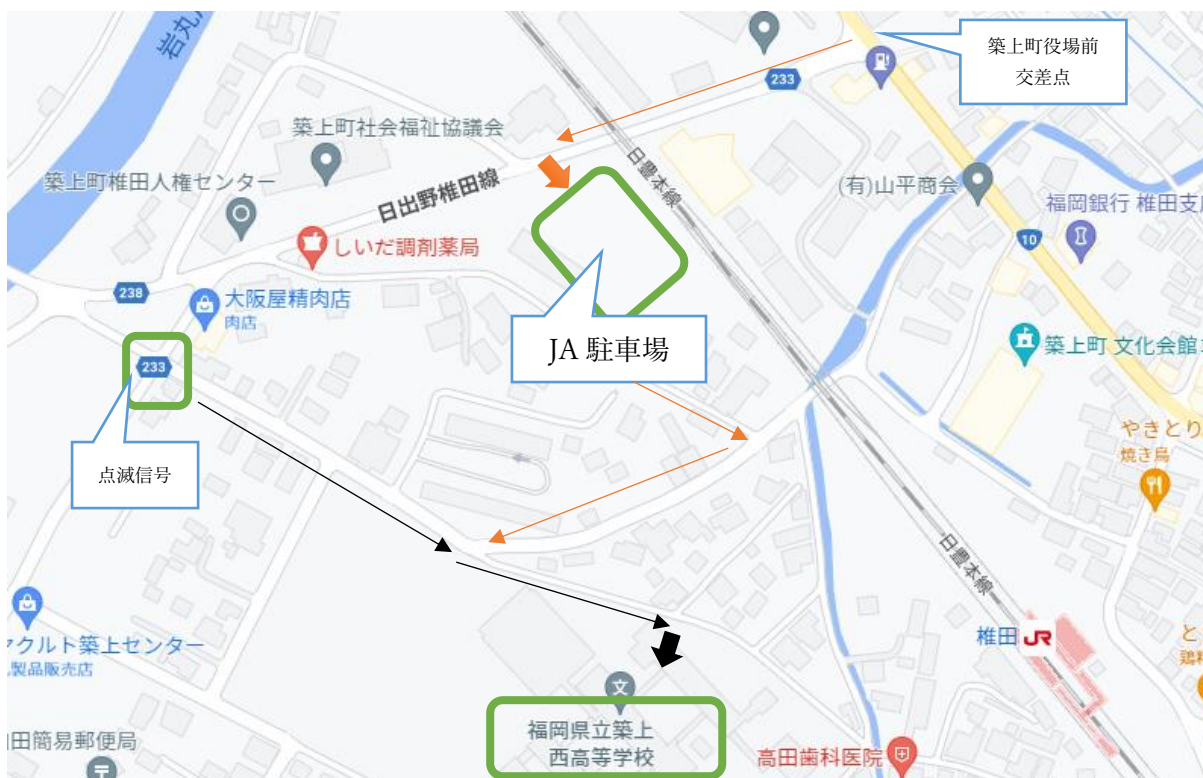 岩丸
築上町役場前
交差点
233
築上町社会福祉協議会
日豊本線
築上町椎田人権センター
日出野椎田線
(有)山平商会
福岡銀行 椎田支
10
しいだ調剤薬局
238
大阪屋精肉店
肉店
JA 駐車場
築上町 文化会館
233
点滅信号
やきとり
焼き鳥
日豊本線
椎田 JR
クルト築上センター
製品販売店
文
福岡県立築上
西高等学校
田簡易郵便局
高田歯科医院
と